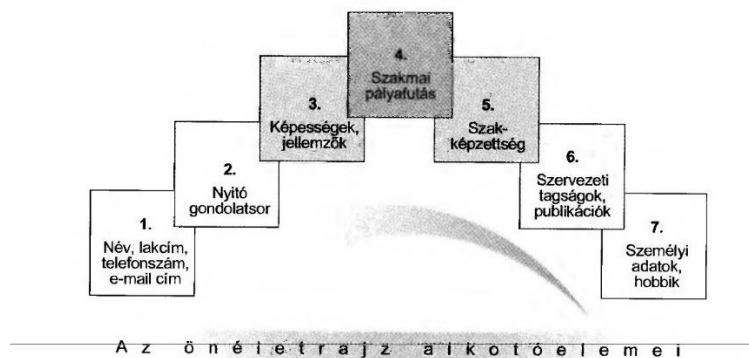 1.
Név, lakcím,
telefonszám,
e-mail cím
2.
Nyitó
gondolatsor
3.
Képességek,
jellemzők
4.
Szakmai
pályafutás
5.
Szak-
képzettség
6.
Szervezeti
tagságok,
publikációk
7.
Személyi
adatok,
hobbik
Az önéletrajz alkotóelemei